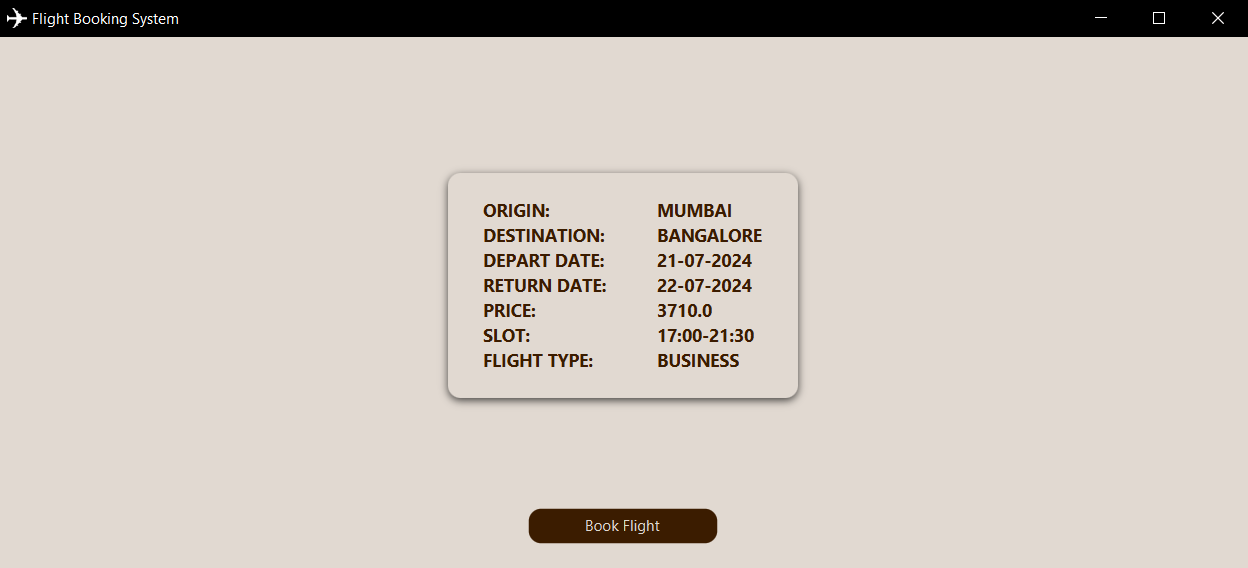 Flight Booking System
ORIGIN: MUMBAI
DESTINATION: BANGALORE
DEPART DATE: 21-07-2024
RETURN DATE: 22-07-2024
PRICE: 3710.0
SLOT: 17:00-21:30
FLIGHT TYPE: BUSINESS
Book Flight